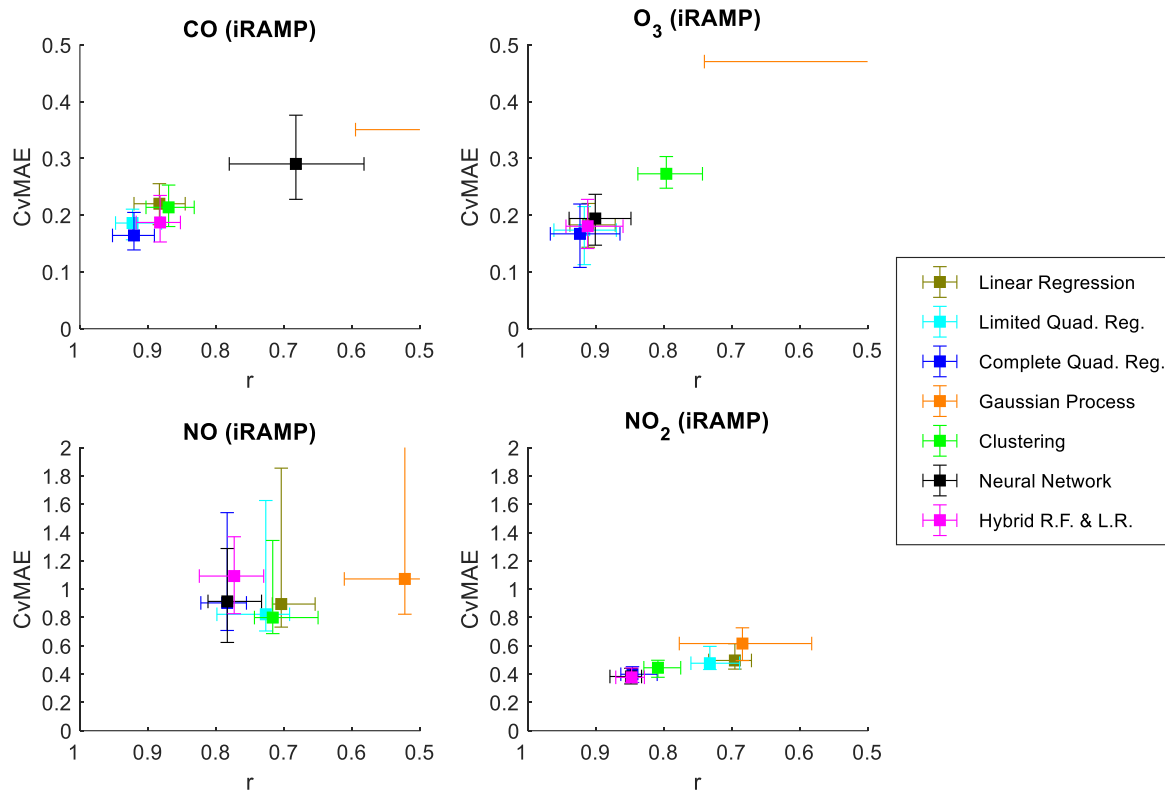 CO (iRAMP)
0.5
0.4
0.3
0.2
0.1
0
CvMAE
1 0.9 0.8 0.7 0.6 0.5
r
O3 (iRAMP)
0.5
0.4
0.3
0.2
0.1
0
CvMAE
1 0.9 0.8 0.7 0.6 0.5
r
NO (iRAMP)
2
1.8
1.6
1.4
1.2
1
0.8
0.6
0.4
0.2
0
CvMAE
1 0.9 0.8 0.7 0.6 0.5
r
NO2 (iRAMP)
2
1.8
1.6
1.4
1.2
1
0.8
0.6
0.4
0.2
0
CvMAE
1 0.9 0.8 0.7 0.6 0.5
r
Linear Regression
Limited Quad. Reg.
Complete Quad. Reg.
Gaussian Process
Clustering
Neural Network
Hybrid R.F. & L.R.